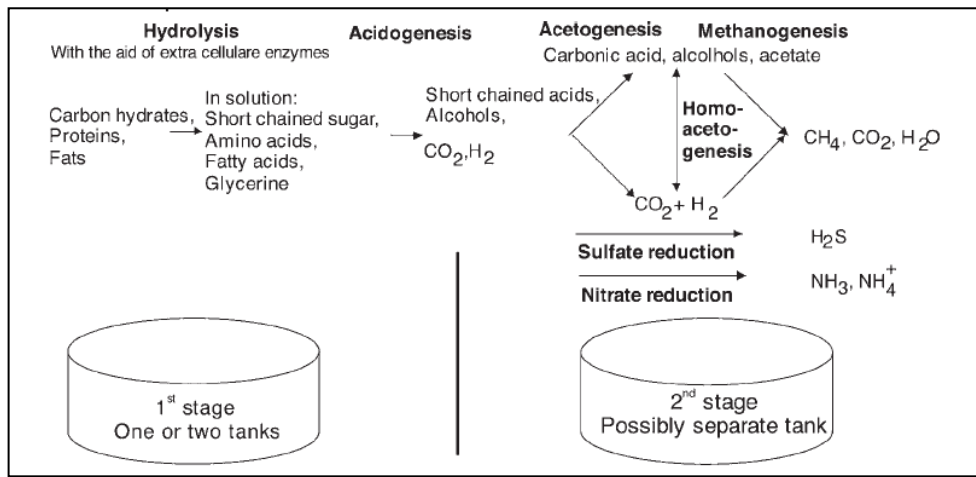 Hydrolysis
With the aid of extra cellulare enzymes
Acidogenesis
Acetogenesis
Methanogenesis
Carbonic acid, alcolhols, acetate
Carbon hydrates,
Proteins,
Fats
In solution:
Short chained sugar,
Amino acids,
Fatty acids,
Glycerine
Short chained acids,
Alcohols,
CO₂,H₂
Homo-
aceto-
genesis
CO₂+ H₂
CH₄, CO₂, H₂O
Sulfate reduction
H₂S
Nitrate reduction
NH₃, NH₄⁺
1ˢᵗ stage
One or two tanks
2ⁿᵈ stage
Possibly separate tank